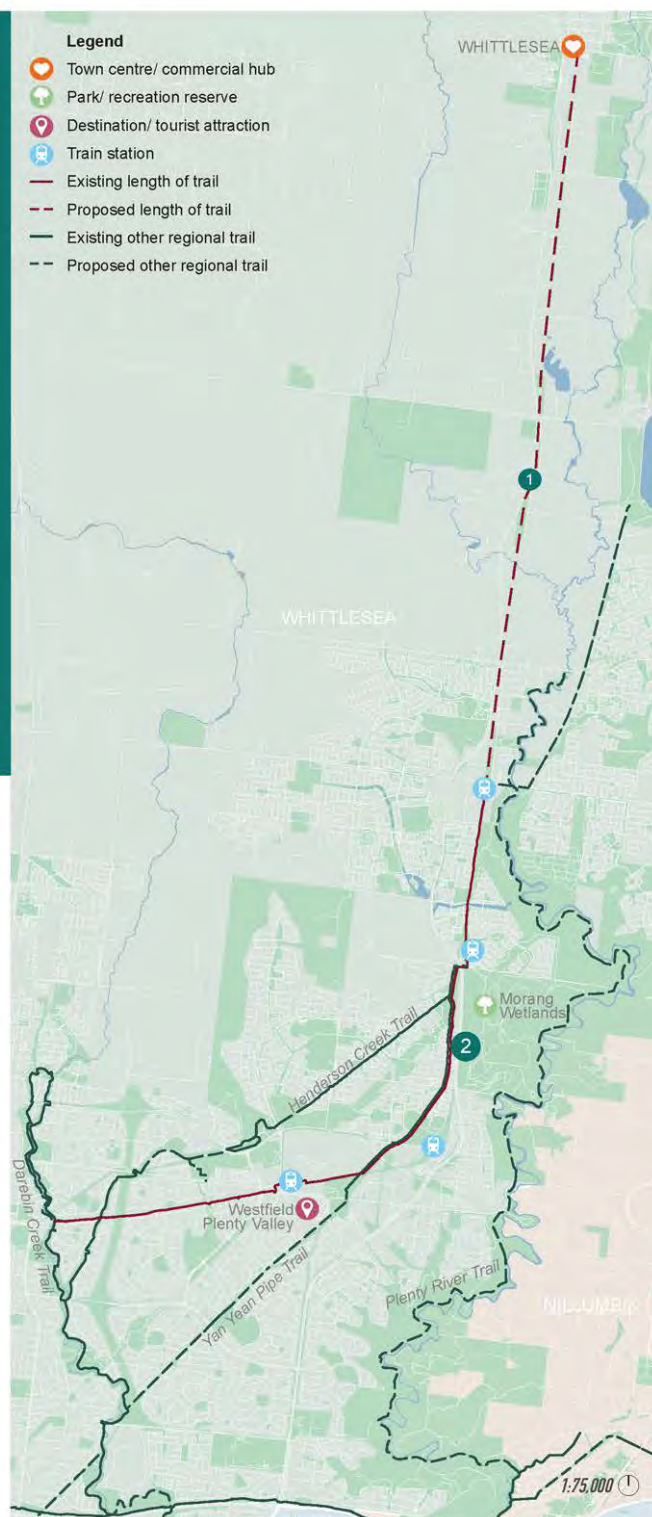 Legend
Town centre/ commercial hub
Park/ recreation reserve
Destination/ tourist attraction
Train station
Existing length of trail
Proposed length of trail
Existing other regional trail
Proposed other regional trail
WHITTLESEA
1
WHITTLESEA
Morang
Wetlands
2
Henderson Creek Trail
Darebin Creek Trail
Westfield
Plenty Valley
Yan Yean Pipe Trail
Plenty River Trail
NILLUMBIK
1:75,000